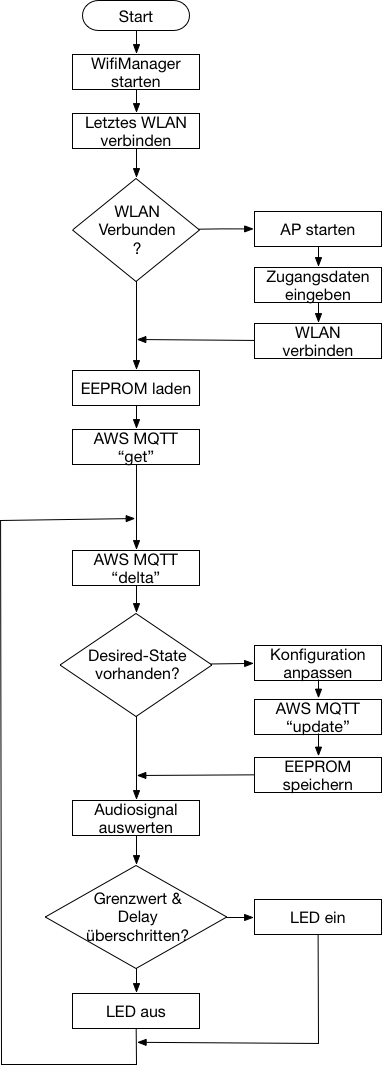 Start
WifiManager
starten
Letztes WLAN
verbinden
WLAN
Verbunden
?
AP starten
Zugangsdaten
eingeben
WLAN
verbinden
EEPROM laden
AWS MQTT
“get”
AWS MQTT
“delta”
Desired-State
vorhanden?
Konfiguration
anpassen
AWS MQTT
“update”
EEPROM
speichern
Audiosignal
auswerten
Grenzwert &
Delay
überschritten?
LED ein
LED aus